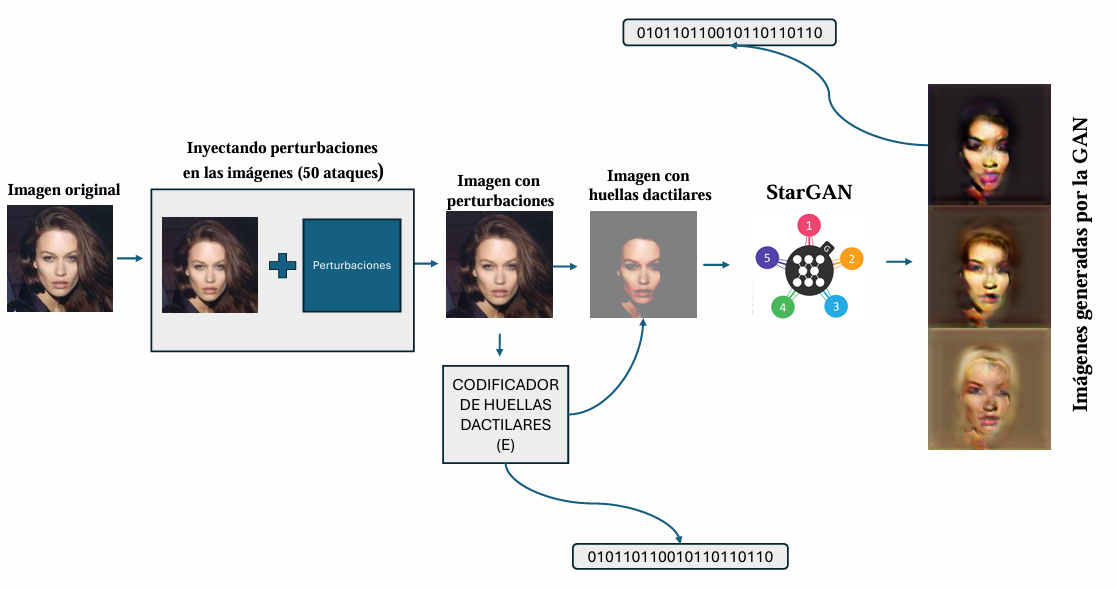 010110110010110110110
Inyectando perturbaciones
en las imágenes (50 ataques)
Imagen original
Perturbaciones
Imagen con
perturbaciones
Imagen con
huellas dactilares
StarGAN
1
G
5
2
4
3
CODIFICADOR
DE HUELLAS
DACTILARES
(E)
010110110010110110110
Imágenes generadas por la GAN